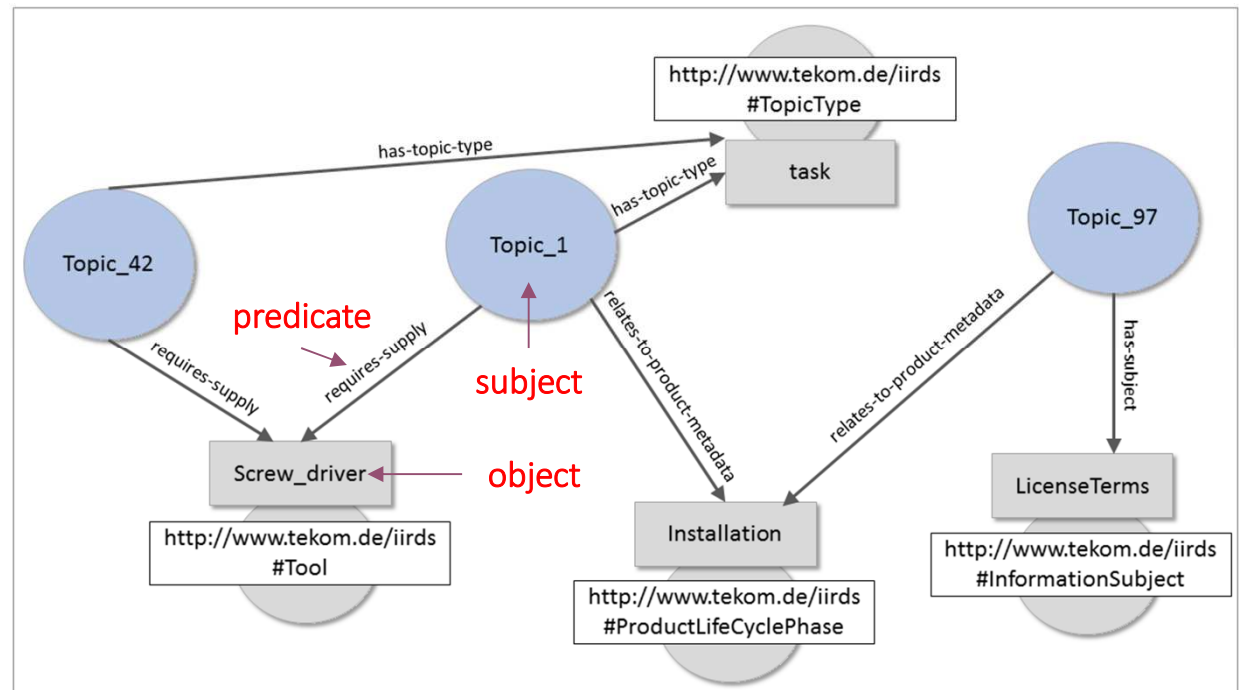 http://www.tekom.de/iirds
#TopicType
task
has-topic-type
has-topic-type
Topic_42
Topic_1
Topic_97
predicate
subject
object
requires-supply
requires-supply
relates-to-product-metadata
relates-to-product-metadata
has-subject
Screw_driver
http://www.tekom.de/iirds
#Tool
Installation
http://www.tekom.de/iirds
#ProductLifeCyclePhase
LicenseTerms
http://www.tekom.de/iirds
#InformationSubject